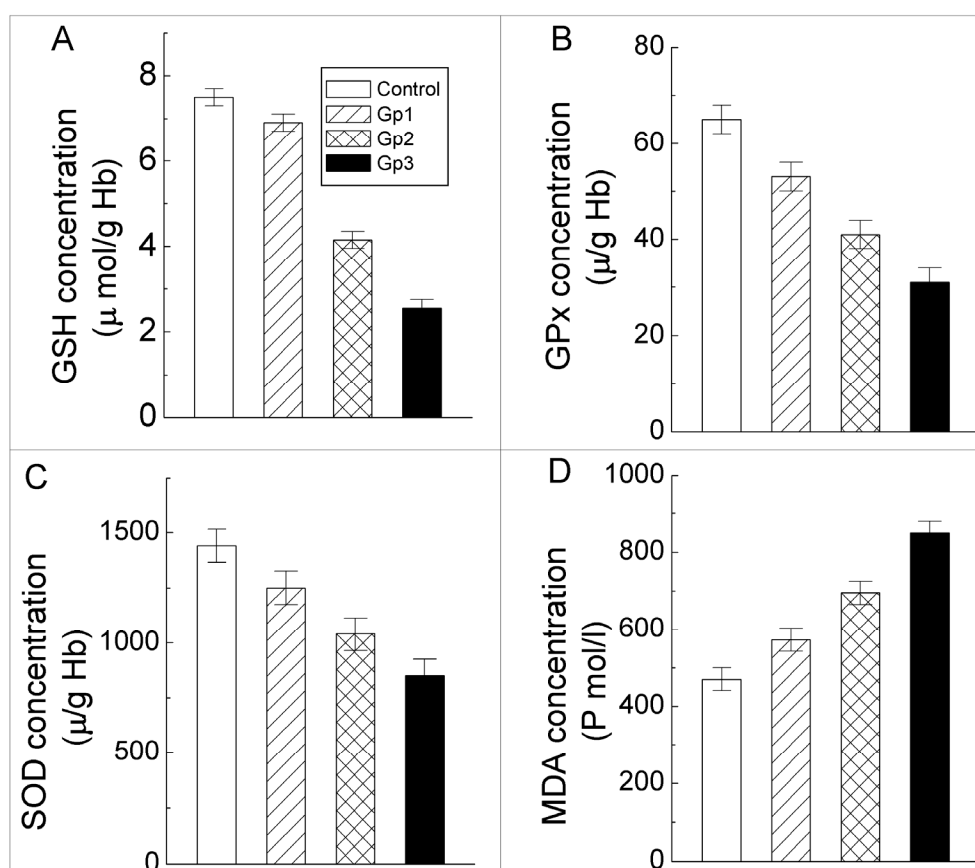 A
GSH concentration
(μ mol/g Hb)
8
6
4
2
0
Control
Gp1
Gp2
Gp3
B
GPx concentration
(μ/g Hb)
80
60
40
20
0
C
SOD concentration
(μ/g Hb)
1500
1000
500
0
D
MDA concentration
(P mol/l)
1000
800
600
400
200
0